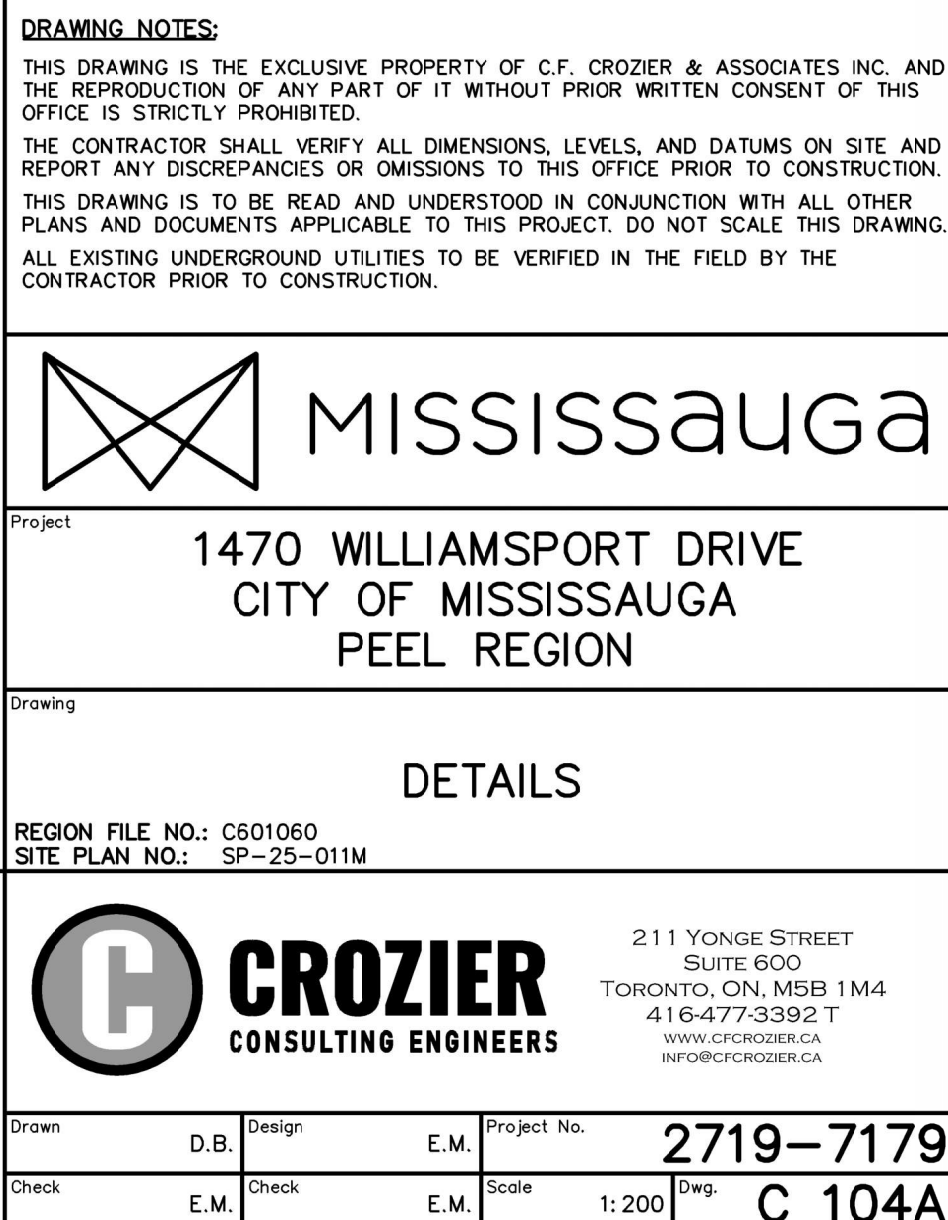 DRAWING NOTES:
THIS DRAWING IS THE EXCLUSIVE PROPERTY OF C.F. CROZIER & ASSOCIATES INC. AND
THE REPRODUCTION OF ANY PART OF IT WITHOUT PRIOR WRITTEN CONSENT OF THIS
OFFICE IS STRICTLY PROHIBITED.
THE CONTRACTOR SHALL VERIFY ALL DIMENSIONS, LEVELS, AND DATUMS ON SITE AND
REPORT ANY DISCREPANCIES OR OMISSIONS TO THIS OFFICE PRIOR TO CONSTRUCTION.
THIS DRAWING IS TO BE READ AND UNDERSTOOD IN CONJUNCTION WITH ALL OTHER
PLANS AND DOCUMENTS APPLICABLE TO THIS PROJECT. DO NOT SCALE THIS DRAWING.
ALL EXISTING UNDERGROUND UTILITIES TO BE VERIFIED IN THE FIELD BY THE
CONTRACTOR PRIOR TO CONSTRUCTION.
MISSISSauGa
Project
1470 WILLIAMSPORT DRIVE
CITY OF MISSISSAUGA
PEEL REGION
Drawing
DETAILS
REGION FILE NO.: C601060
SITE PLAN NO.: SP-25-011M
C
CROZIER
CONSULTING ENGINEERS
211 YONGE STREET
SUITE 600
TORONTO, ON, M5B 1M4
416-477-3392 T
WWW.CFCROZIER.CA
INFO@CFCROZIER.CA
Drawn D.B. Design E.M. Project No. 2719-7179
Check E.M. Check E.M. Scale 1:200 Dwg. C 104A